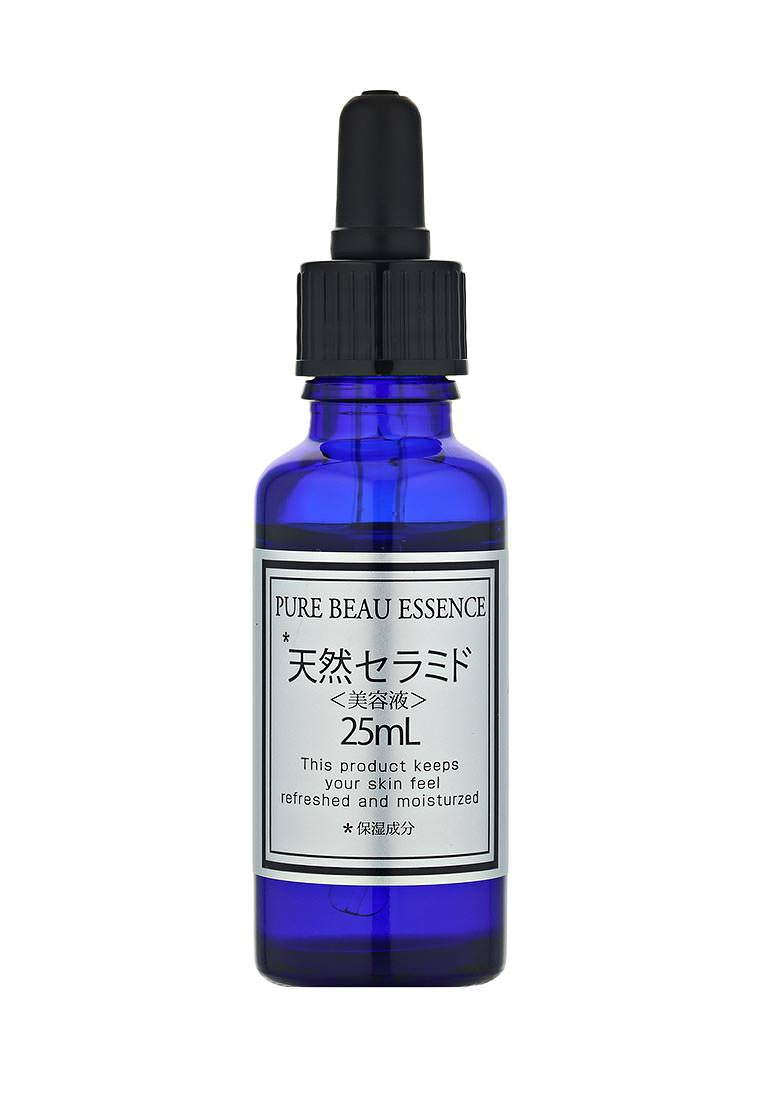 PURE BEAU ESSENCE
*
天然セラミド
＜美容液＞
25mL
This product keeps
your skin feel
refreshed and moisturzed
*保湿成分